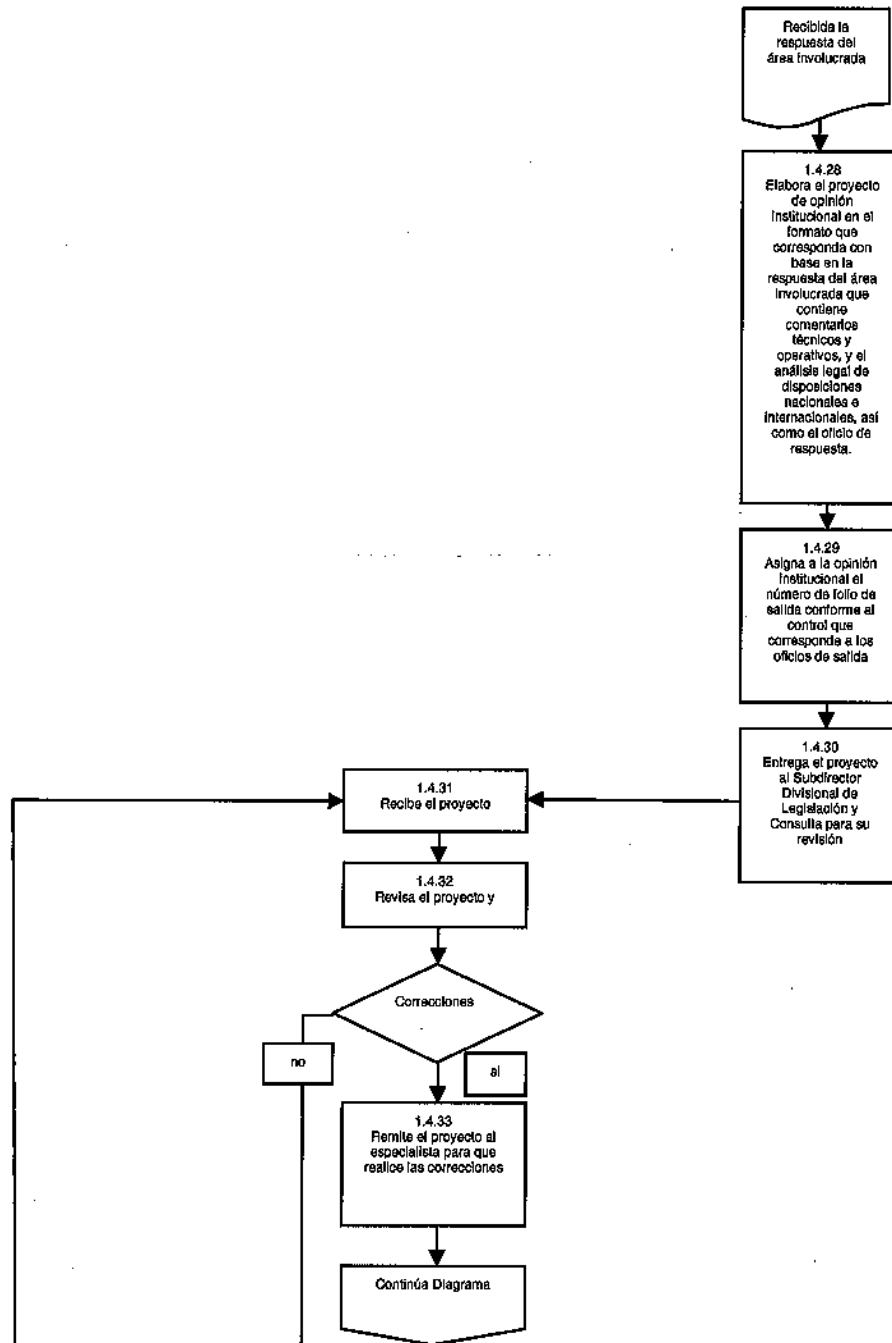 Recibida la
respuesta del
área involucrada
1.4.28
Elabora el proyecto
de opinión
institucional en el
formato que
corresponda con
base en la
respuesta del área
involucrada que
contiene
comentarios
técnicos y
operativos, y el
análisis legal de
disposiciones
nacionales e
internacionales, así
como el oficio de
respuesta.
1.4.29
Asigna a la opinión
institucional el
número de folio de
salida conforme al
control que
corresponde a los
oficios de salida
1.4.30
Entrega el proyecto
al Subdirector
Divisional de
Legislación y
Consulta para su
revisión
1.4.31
Recibe el proyecto
1.4.32
Revisa el proyecto y
Correcciones
no
si
1.4.33
Remite el proyecto al
especialista para que
realice las correcciones
Continúa Diagrama